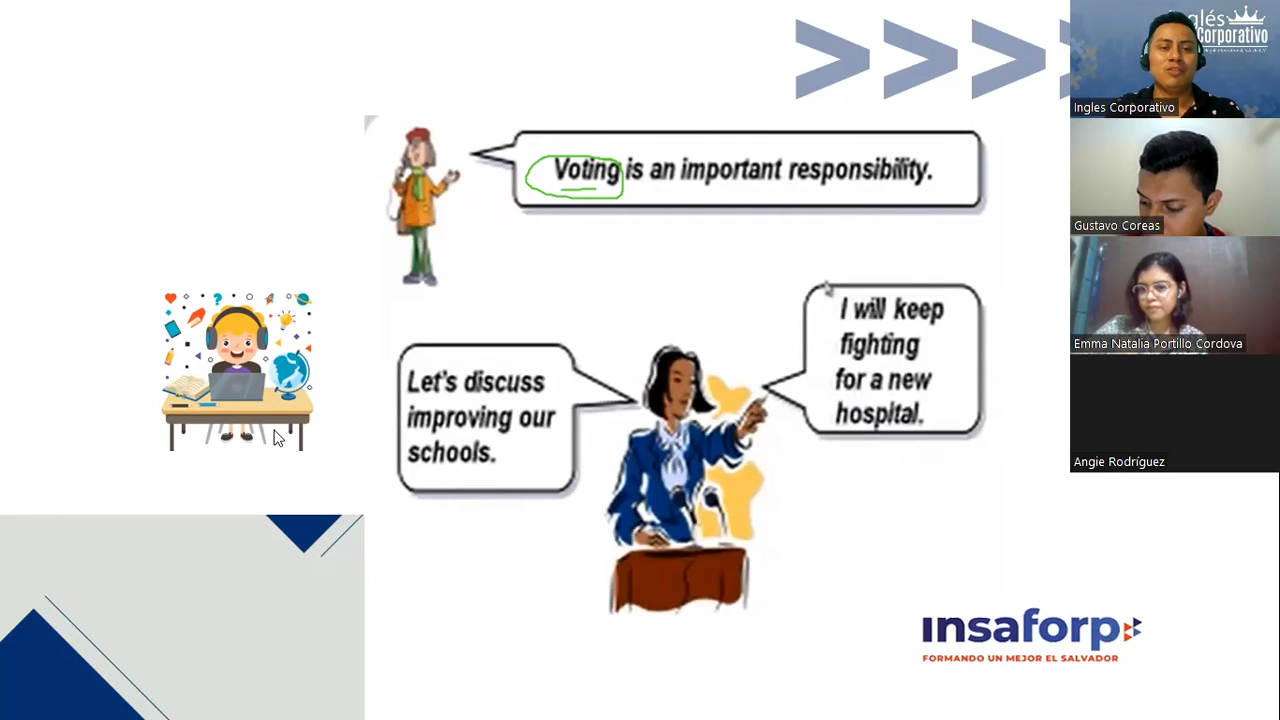 Voting is an important responsibility.
Let's discuss
improving our
schools.
I will keep
fighting
for a new
hospital.
insaforp
FORMANDO UN MEJOR EL SALVADOR
Inglés
Corporativo
Ingles Corporativo
Gustavo Coreas
Emma Natalia Portillo Cordova
Angie Rodríguez